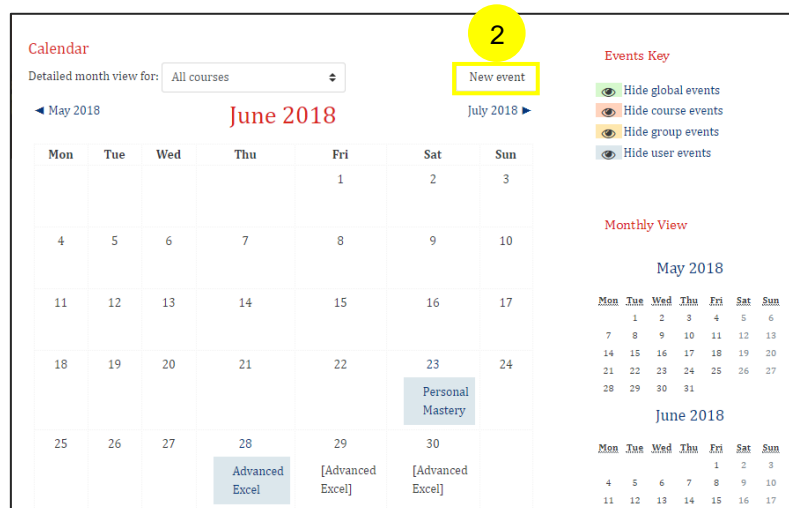 2
Calendar
Detailed month view for: All courses
New event
◄ May 2018
June 2018
July 2018 ►
Mon Tue Wed Thu Fri Sat Sun
1 2 3
4 5 6 7 8 9 10
11 12 13 14 15 16 17
18 19 20 21 22 23 24
Personal
Mastery
25 26 27 28 29 30
Advanced [Advanced [Advanced
Excel Excel] Excel]
Events Key
Hide global events
Hide course events
Hide group events
Hide user events
Monthly View
May 2018
Mon Tue Wed Thu Fri Sat Sun
1 2 3 4 5 6
7 8 9 10 11 12 13
14 15 16 17 18 19 20
21 22 23 24 25 26 27
28 29 30 31
June 2018
Mon Tue Wed Thu Fri Sat Sun
1 2 3
4 5 6 7 8 9 10
11 12 13 14 15 16 17